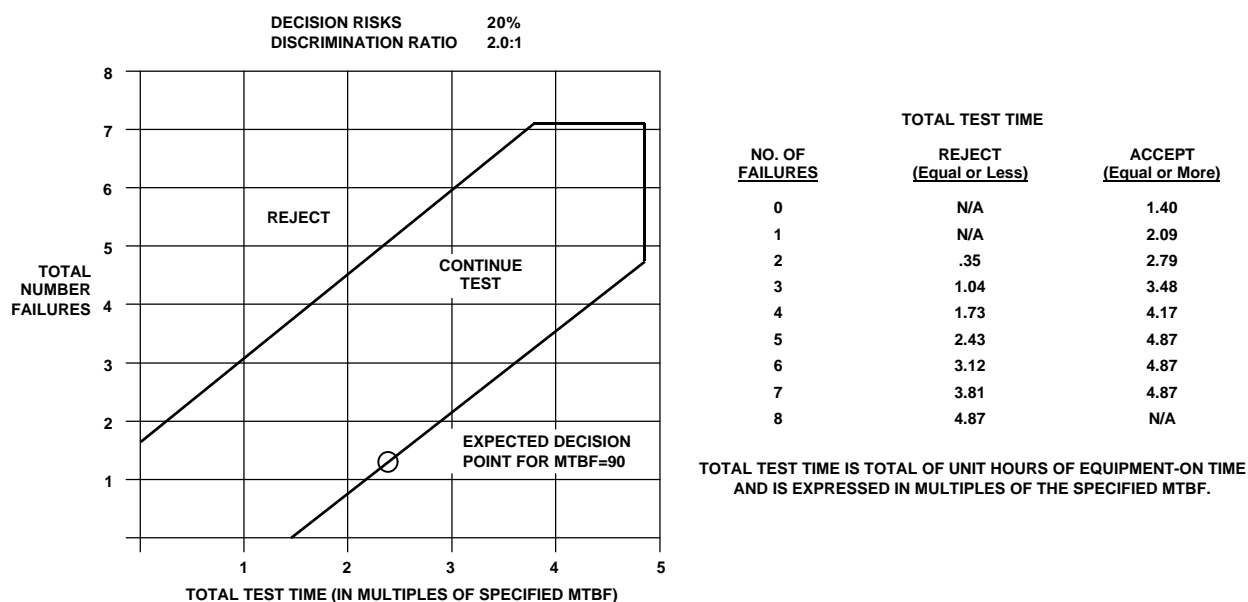 DECISION RISKS 20%
DISCRIMINATION RATIO 2.0:1
8
7
6
5
4
3
2
1
TOTAL
NUMBER
FAILURES
REJECT
CONTINUE
TEST
EXPECTED DECISION
POINT FOR MTBF=90
1 2 3 4 5
TOTAL TEST TIME (IN MULTIPLES OF SPECIFIED MTBF)
TOTAL TEST TIME
NO. OF REJECT ACCEPT
FAILURES (Equal or Less) (Equal or More)
0 N/A 1.40
1 N/A 2.09
2 .35 2.79
3 1.04 3.48
4 1.73 4.17
5 2.43 4.87
6 3.12 4.87
7 3.81 4.87
8 4.87 N/A
TOTAL TEST TIME IS TOTAL OF UNIT HOURS OF EQUIPMENT-ON TIME
AND IS EXPRESSED IN MULTIPLES OF THE SPECIFIED MTBF.